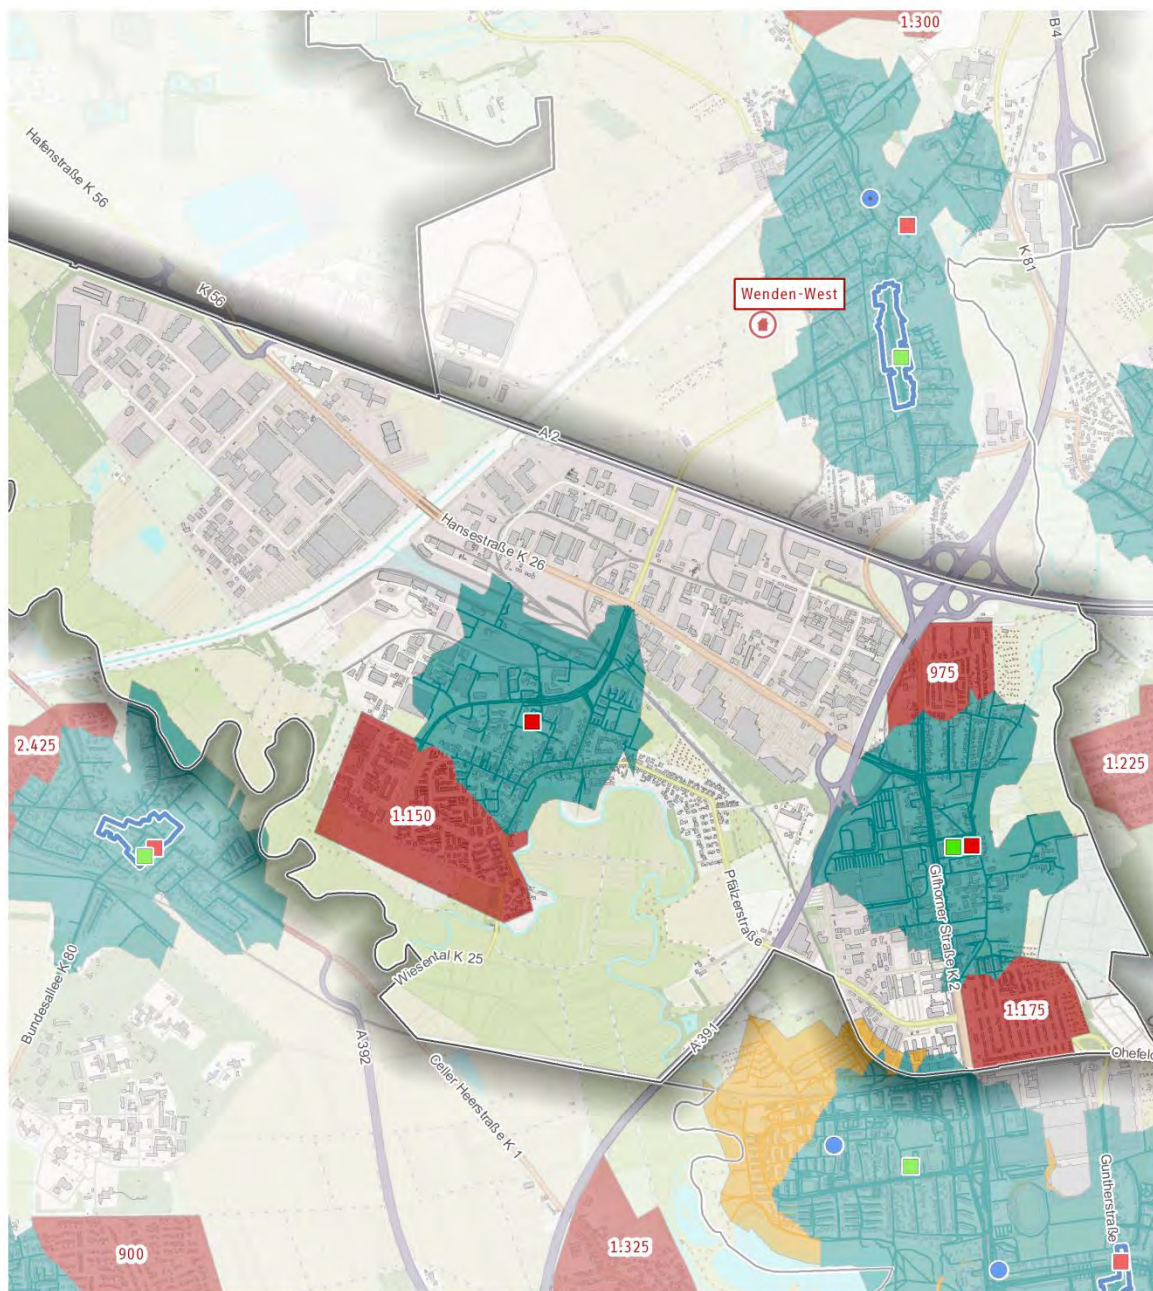 1.300
B 4
Hafenstraße K 56
K 56
K 81
Wenden-West
A 2
Hansestraße K 26
975
2.425
1.225
1.150
Pfälzerstraße
Gifhorner Straße K 2
Wiesental K 25
Bundesallee K 80
1.175
A 392
A 391
Ohefeld
Celler Heerstraße K 1
Guntherstraße
900
1.325